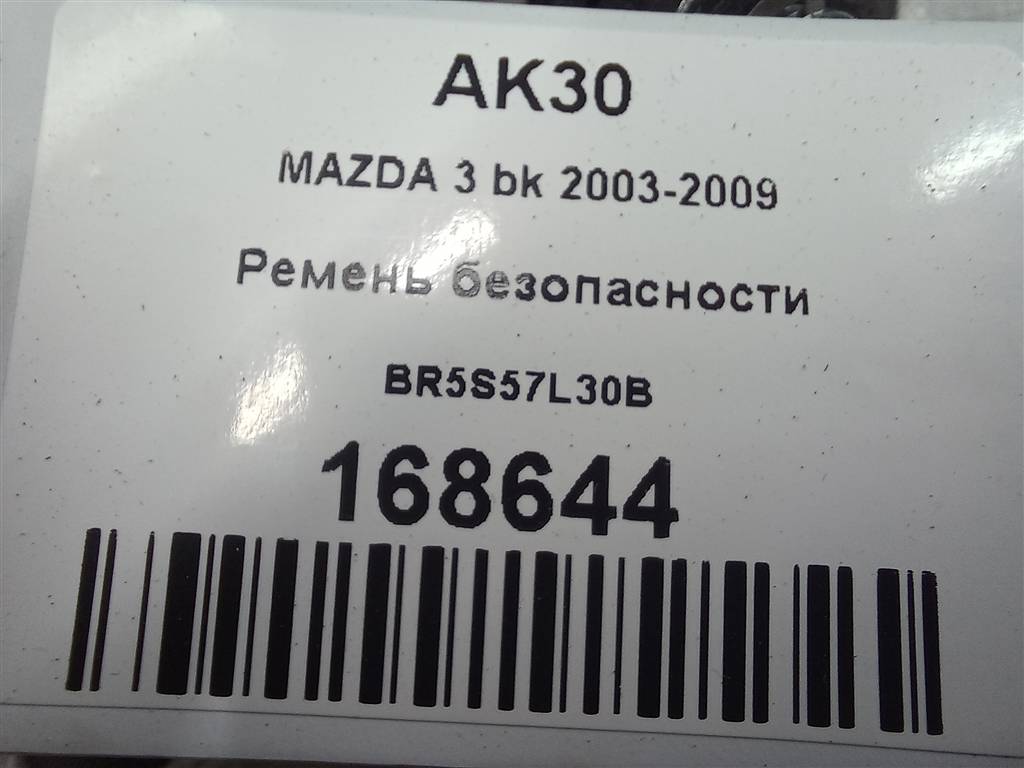 AK30
MAZDA 3 bk 2003-2009
Ремень безопасности
BR5S57L30B
168644